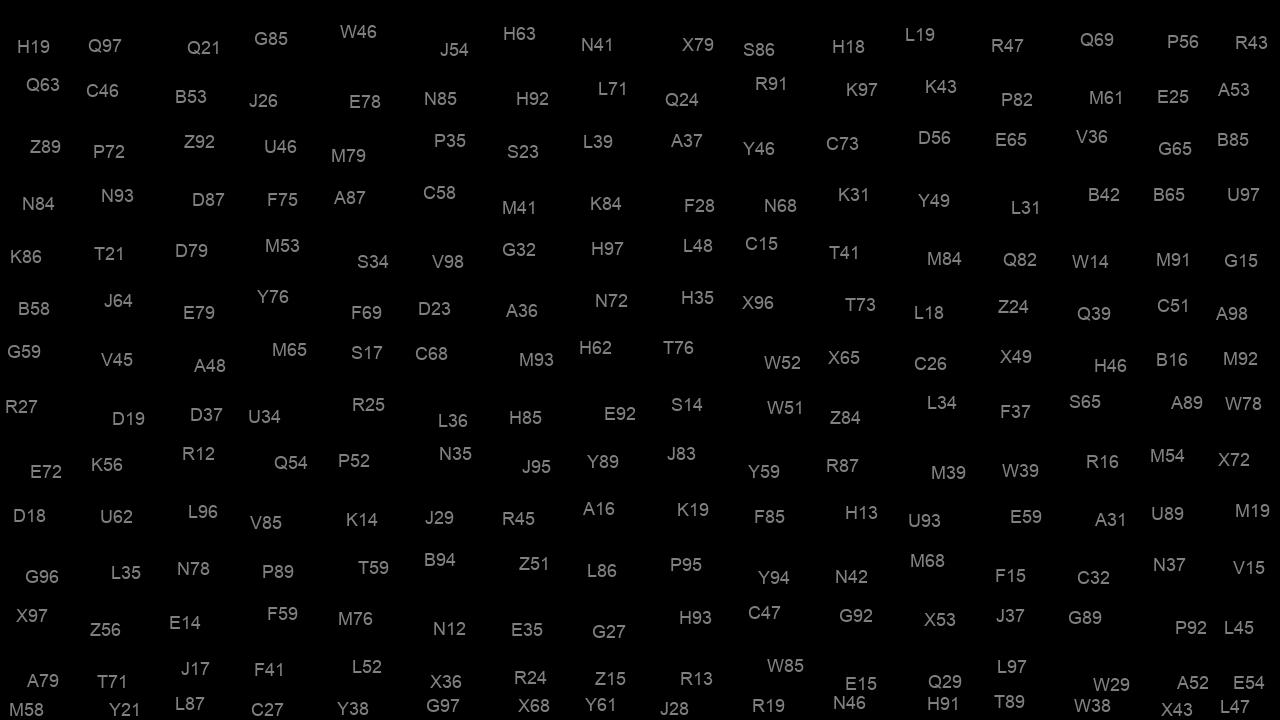 H19 Q97 Q21 G85 W46 J54 H63 N41 X79 S86 H18 L19 R47 Q69 P56 R43
Q63 C46 B53 J26 E78 N85 H92 L71 Q24 R91 K97 K43 P82 M61 E25 A53
Z89 P72 Z92 U46 M79 P35 S23 L39 A37 Y46 C73 D56 E65 V36 G65 B85
N84 N93 D87 F75 A87 C58 M41 K84 F28 N68 K31 Y49 L31 B42 B65 U97
K86 T21 D79 M53 S34 V98 G32 H97 L48 C15 T41 M84 Q82 W14 M91 G15
B58 J64 E79 Y76 F69 D23 A36 N72 H35 X96 T73 L18 Z24 Q39 C51 A98
G59 V45 A48 M65 S17 C68 M93 H62 T76 W52 X65 C26 X49 H46 B16 M92
R27 D19 D37 U34 R25 L36 H85 E92 S14 W51 Z84 L34 F37 S65 A89 W78
E72 K56 R12 Q54 P52 N35 J95 Y89 J83 Y59 R87 M39 W39 R16 M54 X72
D18 U62 L96 V85 K14 J29 R45 A16 K19 F85 H13 U93 E59 A31 U89 M19
G96 L35 N78 P89 T59 B94 Z51 L86 P95 Y94 N42 M68 F15 C32 N37 V15
X97 Z56 E14 F59 M76 N12 E35 G27 H93 C47 G92 X53 J37 G89 P92 L45
A79 T71 J17 F41 L52 X36 R24 Z15 R13 W85 E15 Q29 L97 W29 A52 E54
M58 Y21 L87 C27 Y38 G97 X68 Y61 J28 R19 N46 H91 T89 W38 X43 L47